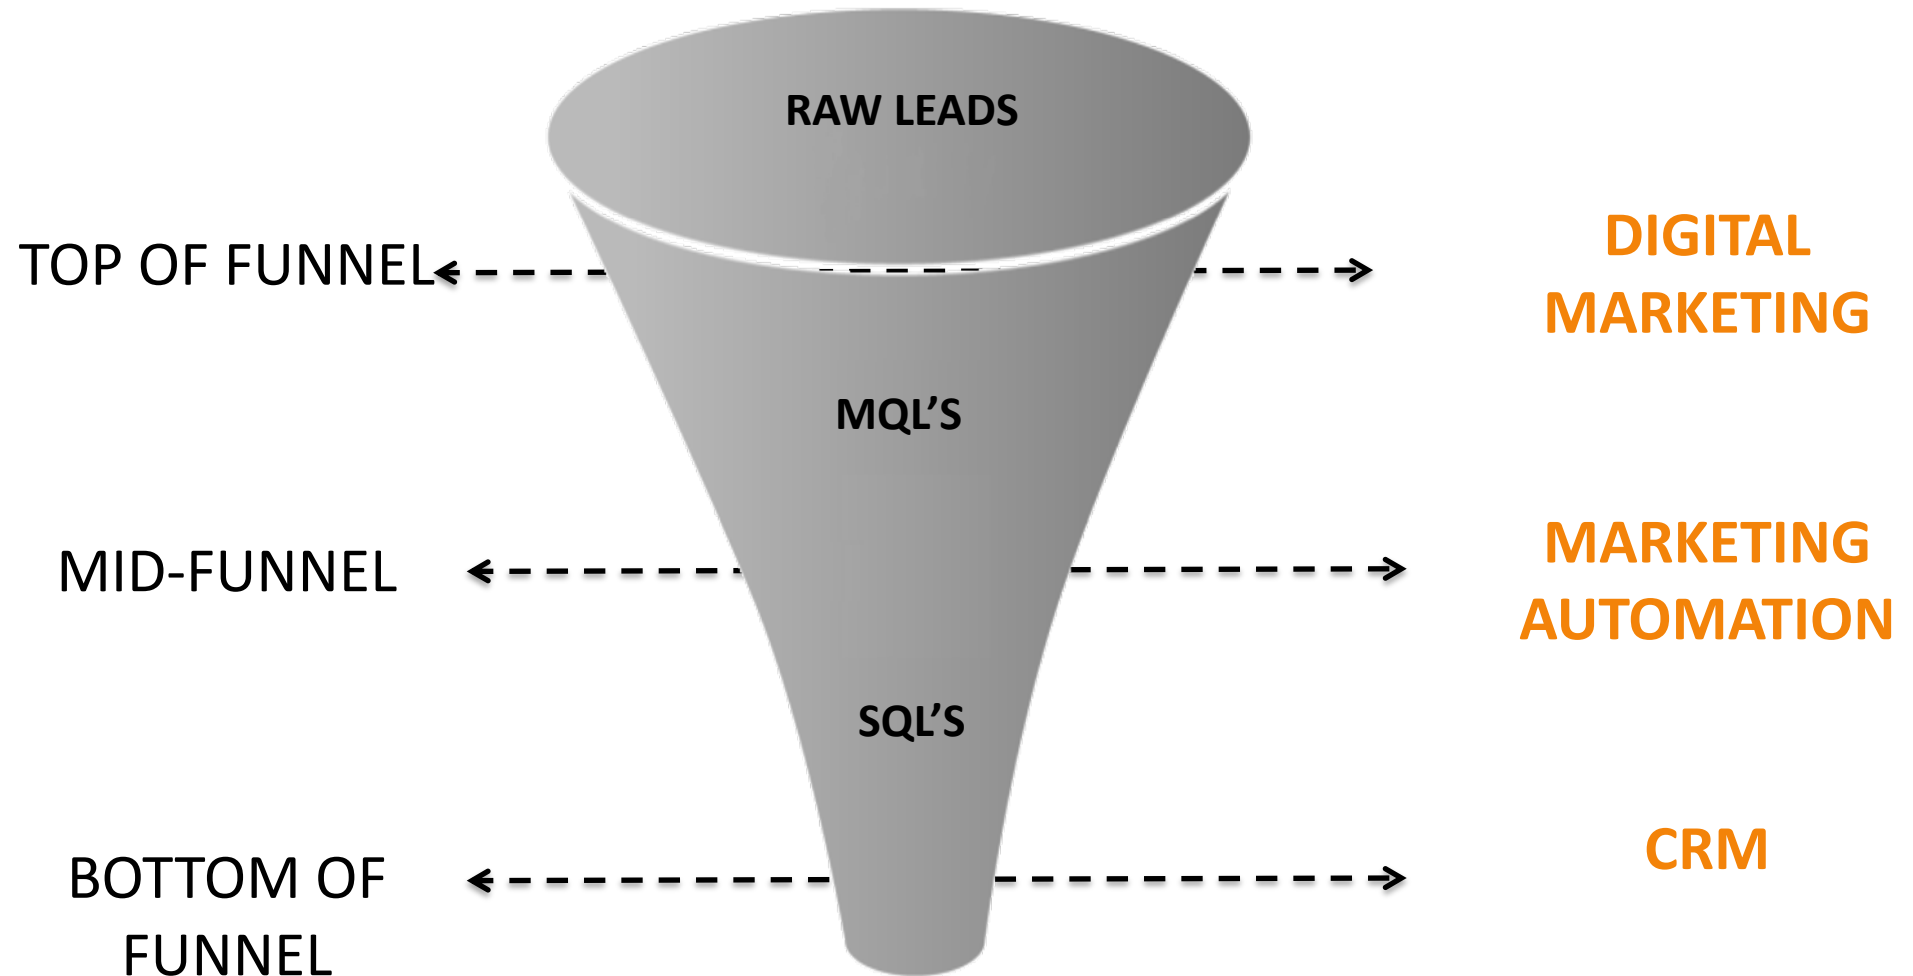 RAW LEADS
TOP OF FUNNEL
DIGITAL
MARKETING
MQL’S
MID-FUNNEL
MARKETING
AUTOMATION
SQL’S
BOTTOM OF
FUNNEL
CRM